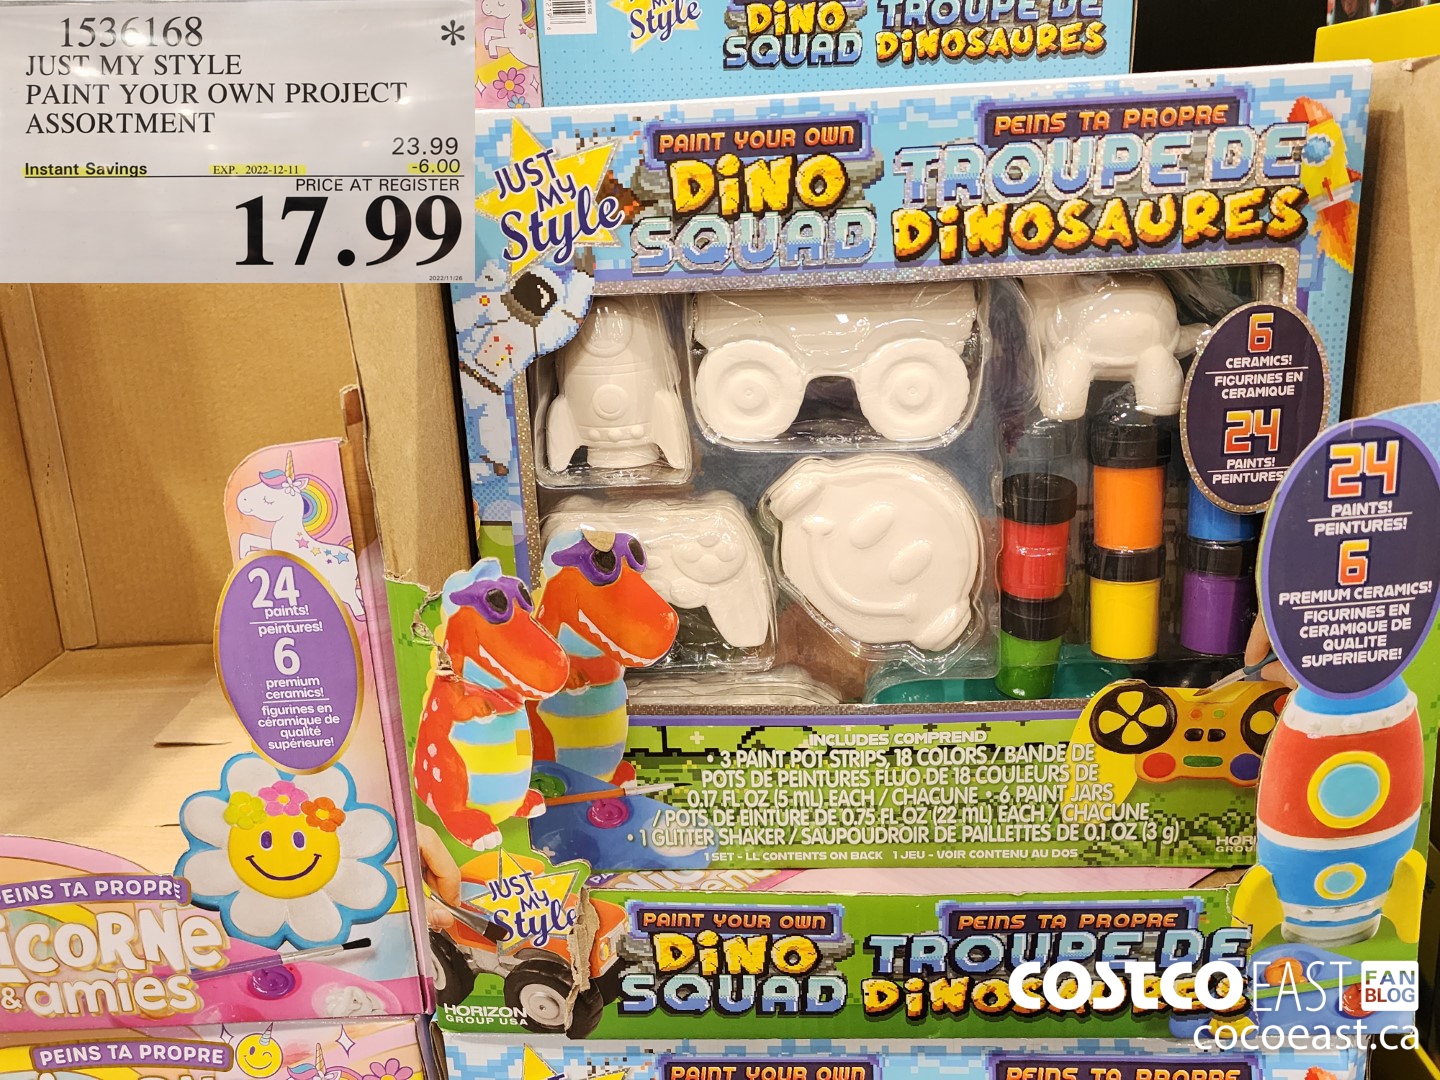 1536168 *
JUST MY STYLE
PAINT YOUR OWN PROJECT
ASSORTMENT
23.99
Instant Savings EXP. 2022-12-11 -6.00
PRICE AT REGISTER
17.99
2022/11/26
Style
DiNO
SQUAD
TROUPE DE
DiNOSAURES
JUST
MY
Style
PAINT YOUR OWN
DiNO
SQUAD
PEINS TA PROPRE
TROUPE DE
DiNOSAURES
6
CERAMICS!
FIGURINES EN
CERAMIQUE
24
PAINTS!
PEINTURES
24
PAINTS!
PEINTURES!
6
PREMIUM CERAMICS!
FIGURINES EN
CERAMIQUE DE
QUALITE
SUPERIEURE!
24
paints!
peintures!
6
premium
ceramics!
figurines en
céramique de
qualité
supérieure!
INCLUDES COMPREND
• 3 PAINT POT STRIPS, 18 COLORS / BANDE DE
POTS DE PEINTURES FLUO DE 18 COULEURS DE
0.17 FL.OZ (5 mL) EACH / CHACUNE • 6 PAINT JARS
/ POTS DE EINTURE DE 0.75 FL.OZ (22 mL) EACH / CHACUNE
• 1 GLITTER SHAKER / SAUPOUDROIR DE PAILLETTES DE 0.1 OZ (3 g)
1 SET - LL CONTENTS ON BACK 1 JEU - VOIR CONTENU AU DOS
HORI
GROU
PEINS TA PROPRE
iCORNE
& amies
JUST
MY
Style
HORIZON
GROUP USA
PAINT YOUR OWN
DiNO
SQUAD
PEINS TA PROPRE
TROUPE DE
DiNOSAURES
COSTCO EAST FAN
BLOG
cocoeast.ca
PEINS TA PROPRE
PAINT YOUR OWN
PEINS TA PROPRE